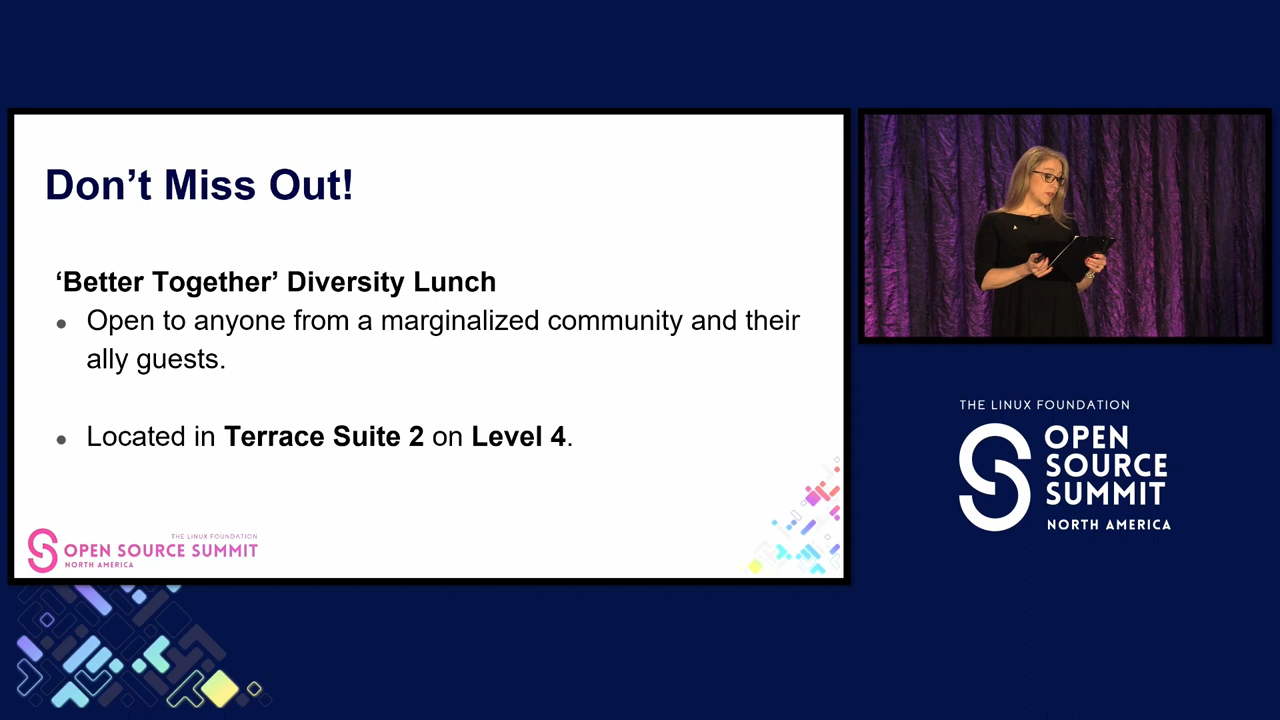 Don’t Miss Out!
‘Better Together’ Diversity Lunch
● Open to anyone from a marginalized community and their
ally guests.
● Located in Terrace Suite 2 on Level 4.
THE LINUX FOUNDATION
OPEN SOURCE SUMMIT
NORTH AMERICA
THE LINUX FOUNDATION
OPEN
SOURCE
SUMMIT
NORTH AMERICA